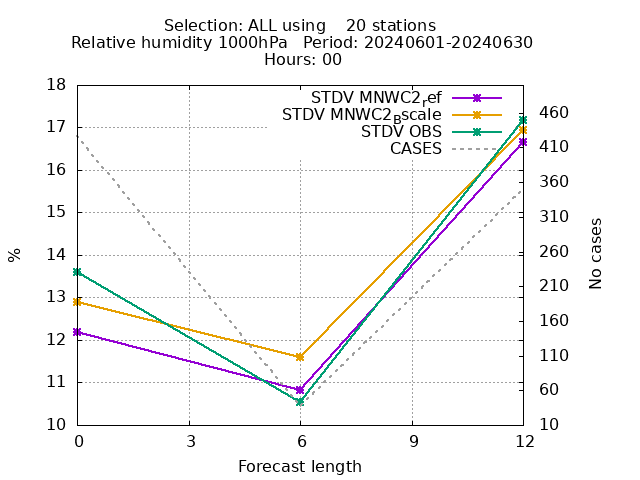 Selection: ALL using    20 stations
Relative humidity 1000hPa   Period: 20240601-20240630
Hours: 00
STDV MNWC2_ref
STDV MNWC2_Bscale
STDV OBS
CASES
18
17
16
15
14
13
12
11
10
%
460
410
360
310
260
210
160
110
60
10
No cases
0 3 6 9 12
Forecast length